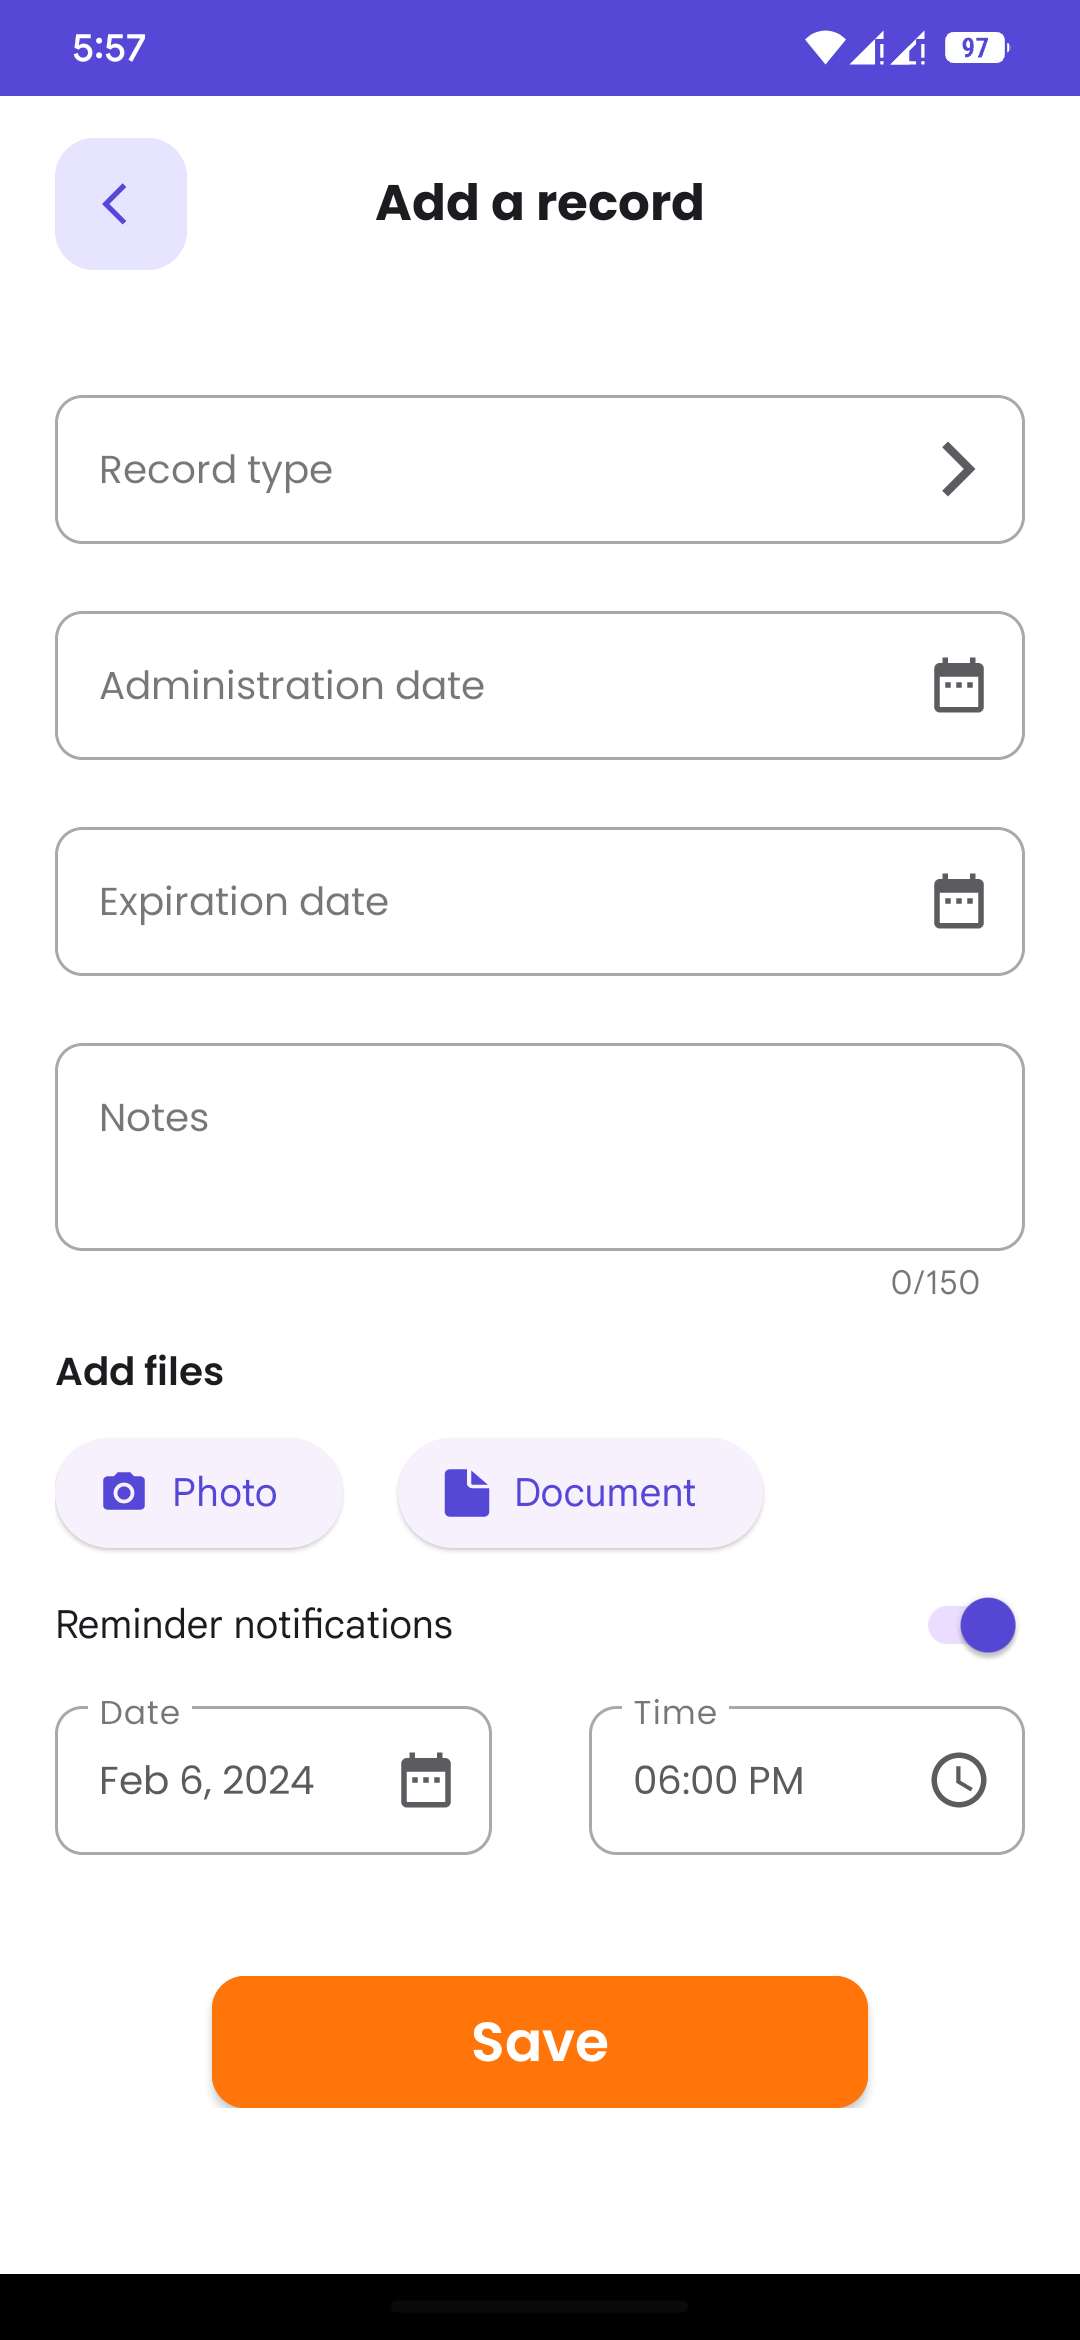 5:57
97
Add a record
Record type
Administration date
Expiration date
Notes
0/150
Add files
Photo
Document
Reminder notifications
Date
Time
Feb 6, 2024
06:00 PM
Save